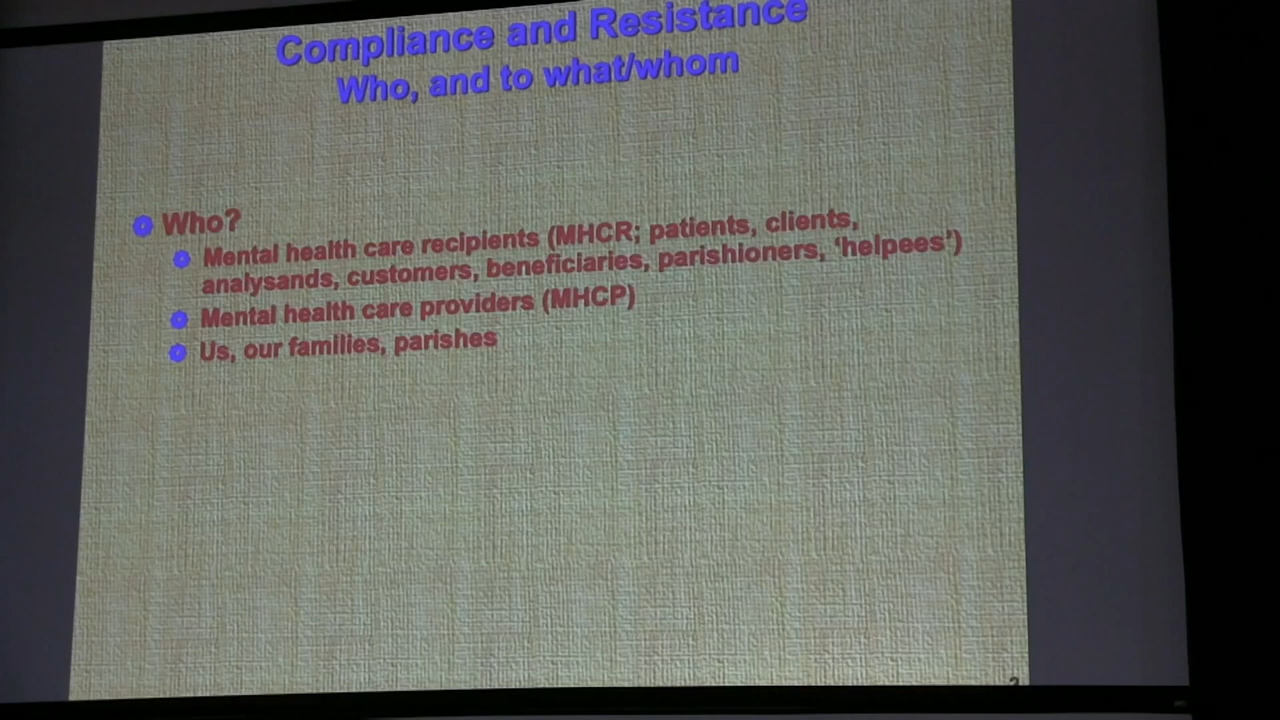 Compliance and Resistance
Who, and to what/whom
Who?
Mental health care recipients (MHCR; patients, clients,
analysands, customers, beneficiaries, parishioners, ‘helpees’)
Mental health care providers (MHCP)
Us, our families, parishes
2